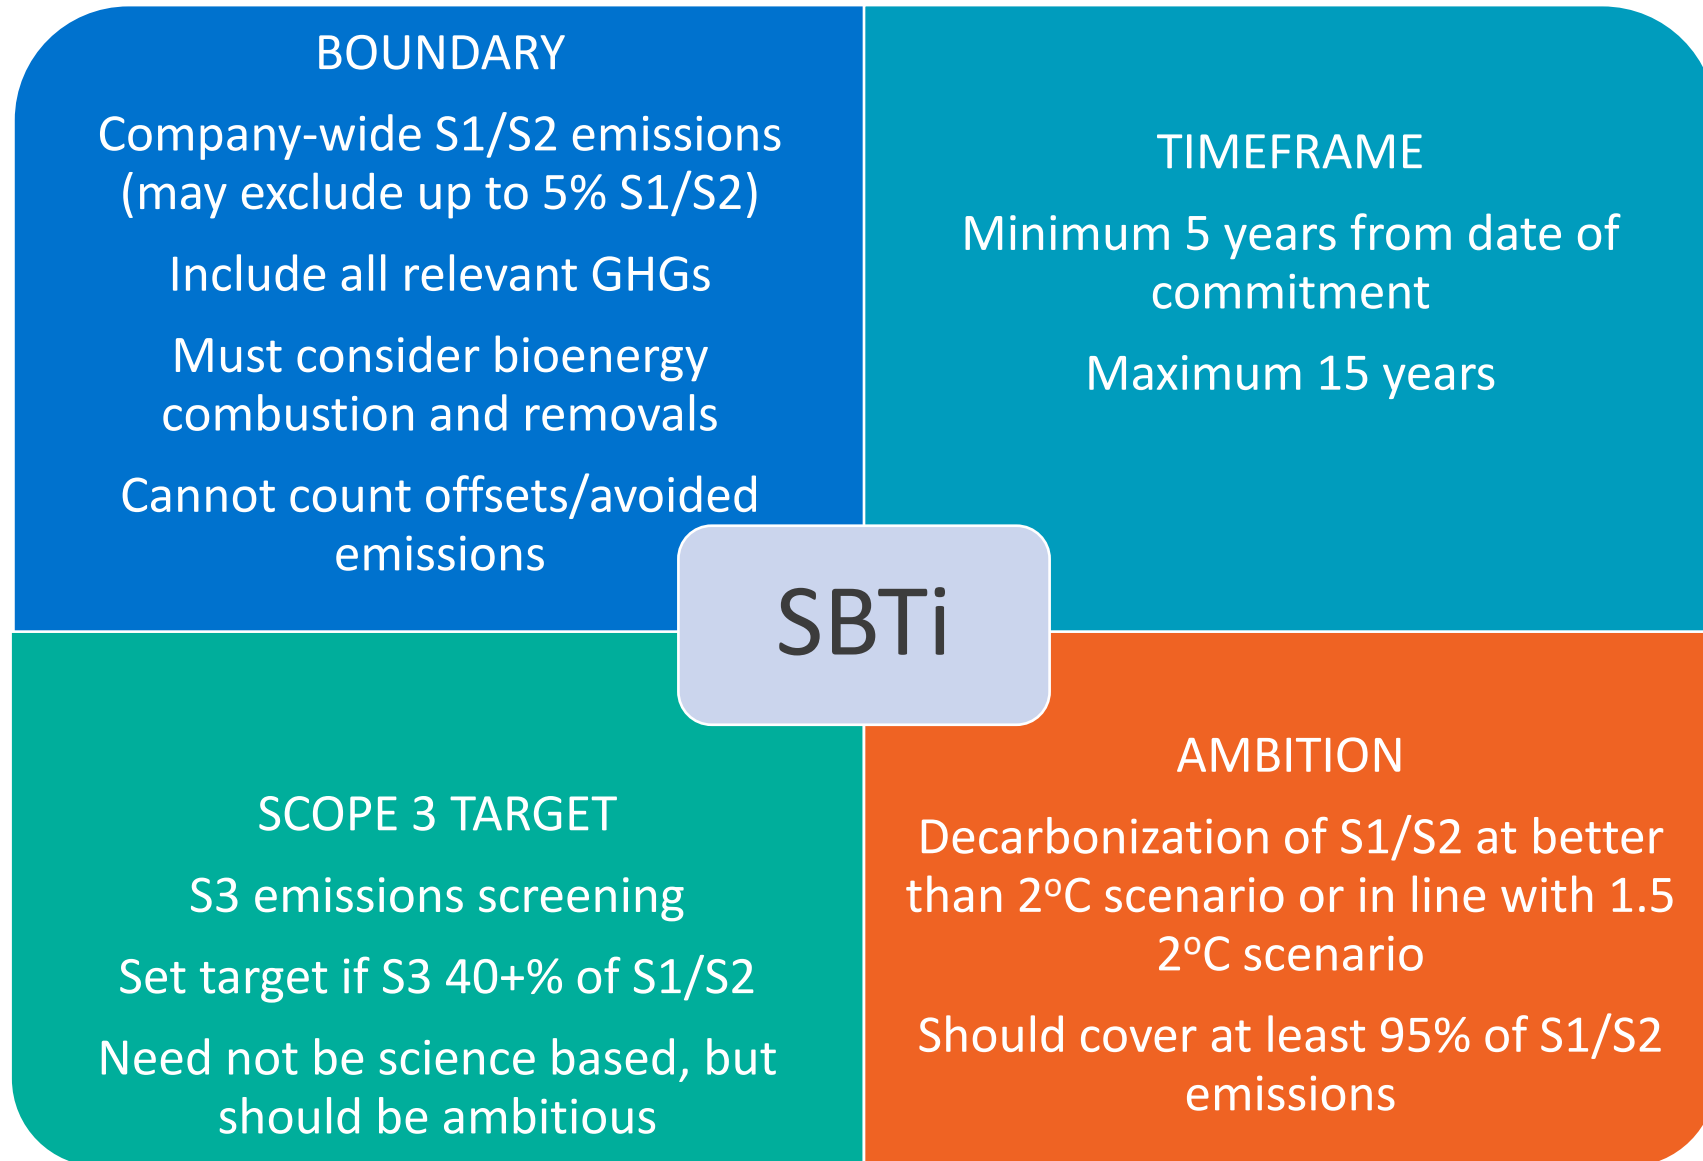 BOUNDARY
Company-wide S1/S2 emissions
(may exclude up to 5% S1/S2)
Include all relevant GHGs
Must consider bioenergy
combustion and removals
Cannot count offsets/avoided
emissions
TIMEFRAME
Minimum 5 years from date of
commitment
Maximum 15 years
SBTi
SCOPE 3 TARGET
S3 emissions screening
Set target if S3 40+% of S1/S2
Need not be science based, but
should be ambitious
AMBITION
Decarbonization of S1/S2 at better
than 2ºC scenario or in line with 1.5
2ºC scenario
Should cover at least 95% of S1/S2
emissions